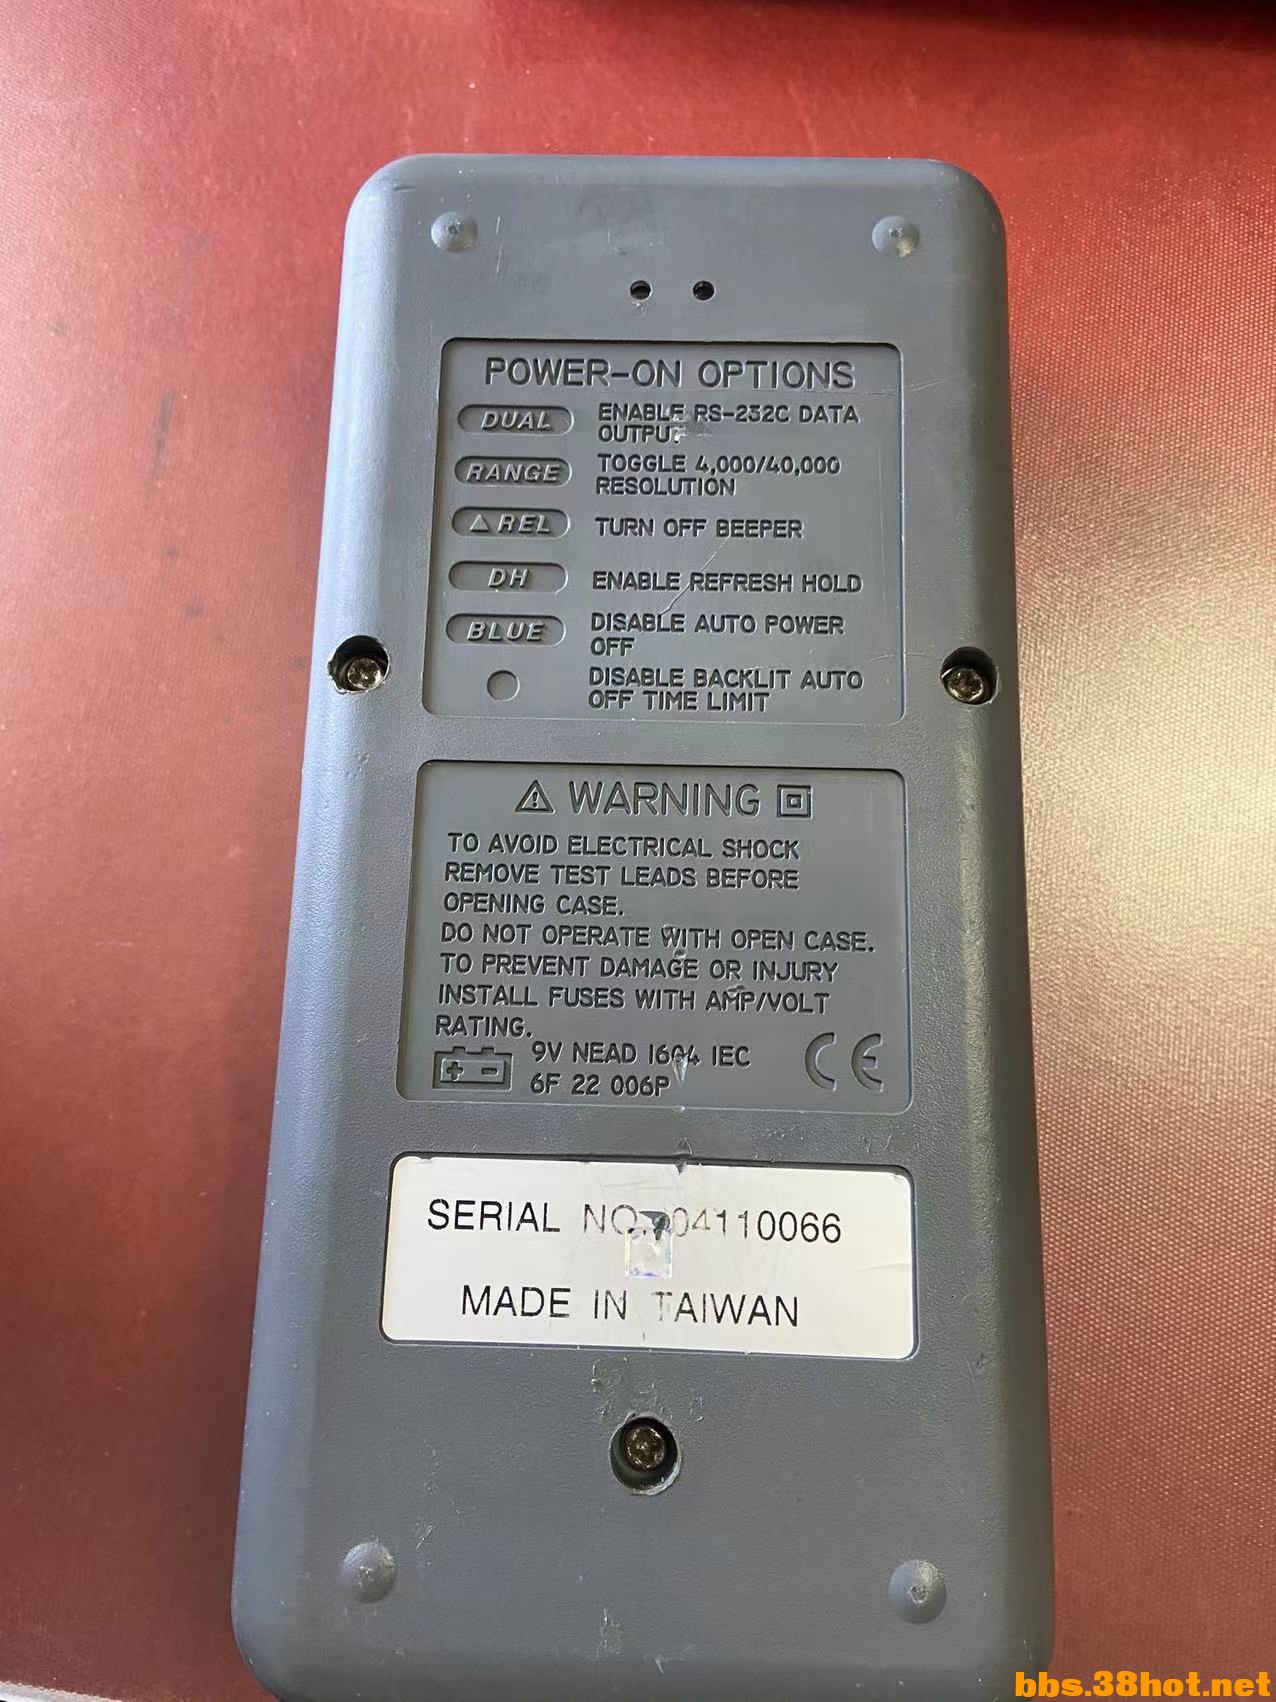 POWER-ON OPTIONS
DUAL ENABLE RS-232C DATA
OUTPUT
RANGE TOGGLE 4,000/40,000
RESOLUTION
△ REL TURN OFF BEEPER
DH ENABLE REFRESH HOLD
BLUE DISABLE AUTO POWER
OFF
DISABLE BACKLIT AUTO
OFF TIME LIMIT
⚠ WARNING
TO AVOID ELECTRICAL SHOCK
REMOVE TEST LEADS BEFORE
OPENING CASE.
DO NOT OPERATE WITH OPEN CASE.
TO PREVENT DAMAGE OR INJURY
INSTALL FUSES WITH AMP/VOLT
RATING.
+ - 9V NEAD 1604 IEC
6F 22 006P
CE
SERIAL NO. 04110066
MADE IN TAIWAN
bbs.38hot.net